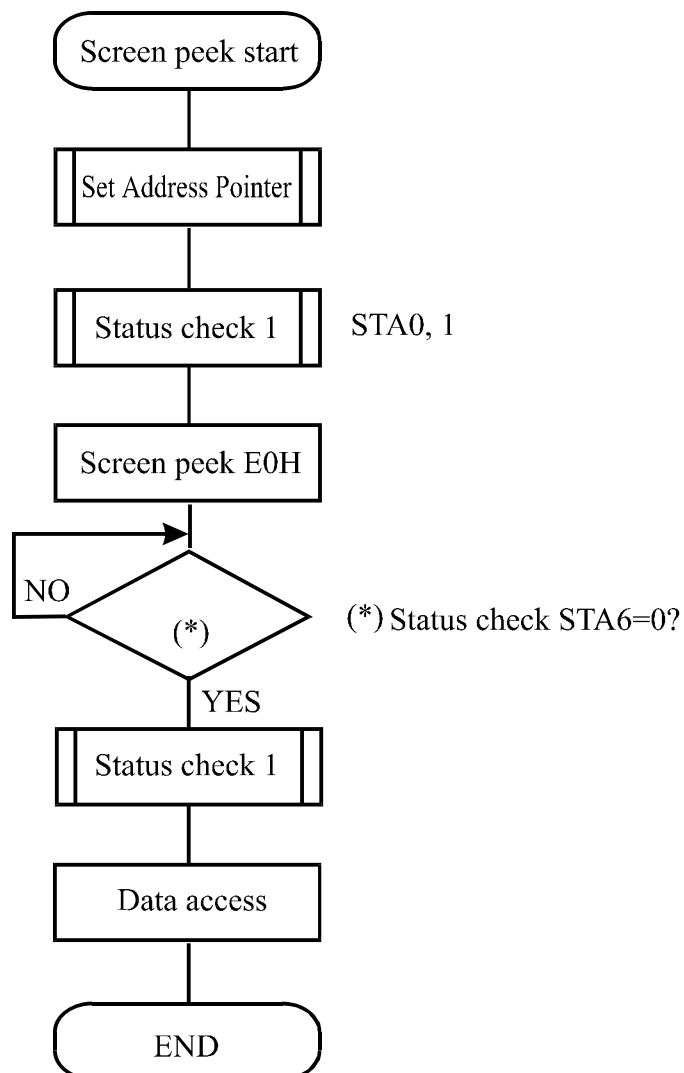 Screen peek start
Set Address Pointer
Status check 1
STA0, 1
Screen peek E0H
NO
(*)
(*) Status check STA6=0?
YES
Status check 1
Data access
END